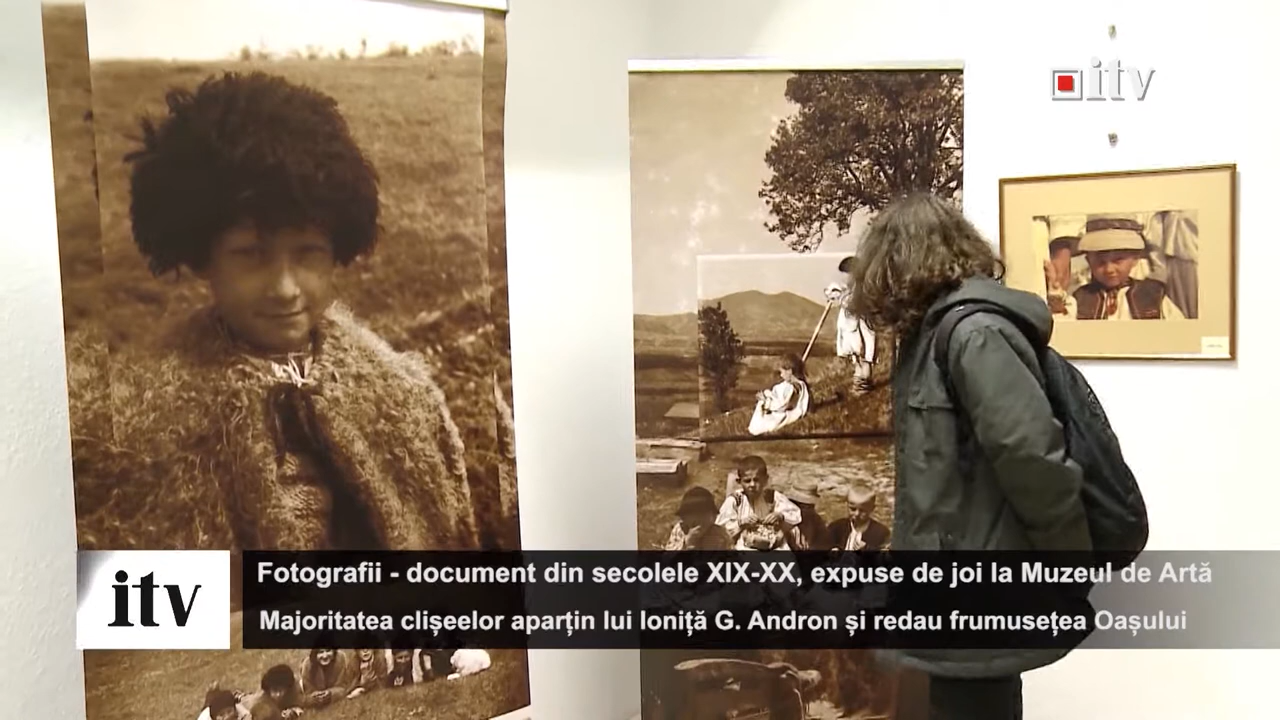 itv
itv
Fotografii - document din secolele XIX-XX, expuse de joi la Muzeul de Artă
Majoritatea clișeelor aparțin lui Ioniță G. Andron și redau frumusețea Oașului